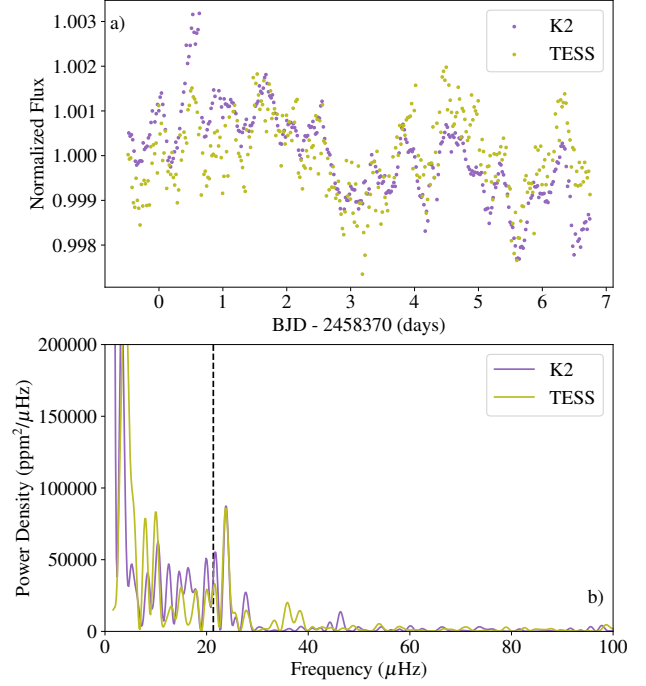 a)
K2
TESS
1.003
1.002
1.001
1.000
0.999
0.998
Normalized Flux
0 1 2 3 4 5 6 7
BJD - 2458370 (days)
K2
TESS
200000
150000
100000
50000
0
Power Density (ppm²/μHz)
b)
0 20 40 60 80 100
Frequency (μHz)